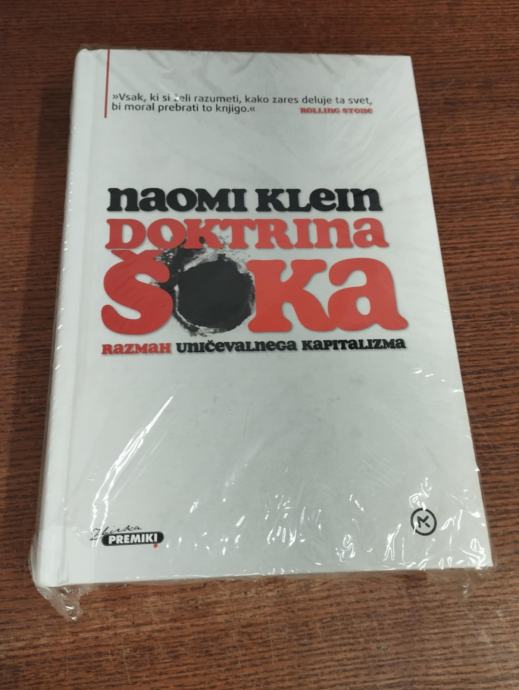 »Vsak, ki si želi razumeti, kako zares deluje ta svet,
bi moral prebrati to knjigo.« ROLLING STONE
NAOMI KLEIN
DOKTRINA
ŠOKA
RAZMAH UNIČEVALNEGA KAPITALIZMA
Zbirka
PREMIKI
M